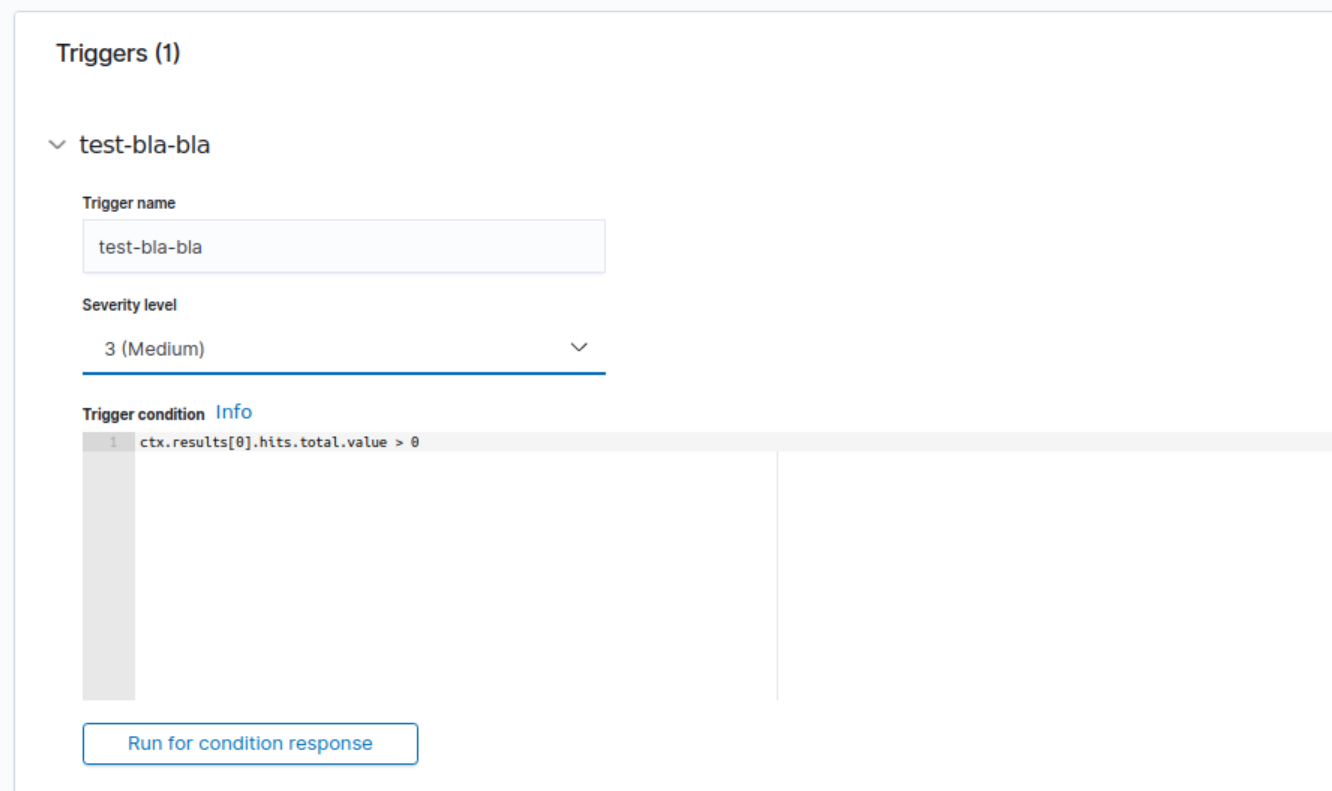 Triggers (1)
test-bla-bla
Trigger name
test-bla-bla
Severity level
3 (Medium)
Trigger condition Info
1 ctx.results[0].hits.total.value > 0
Run for condition response